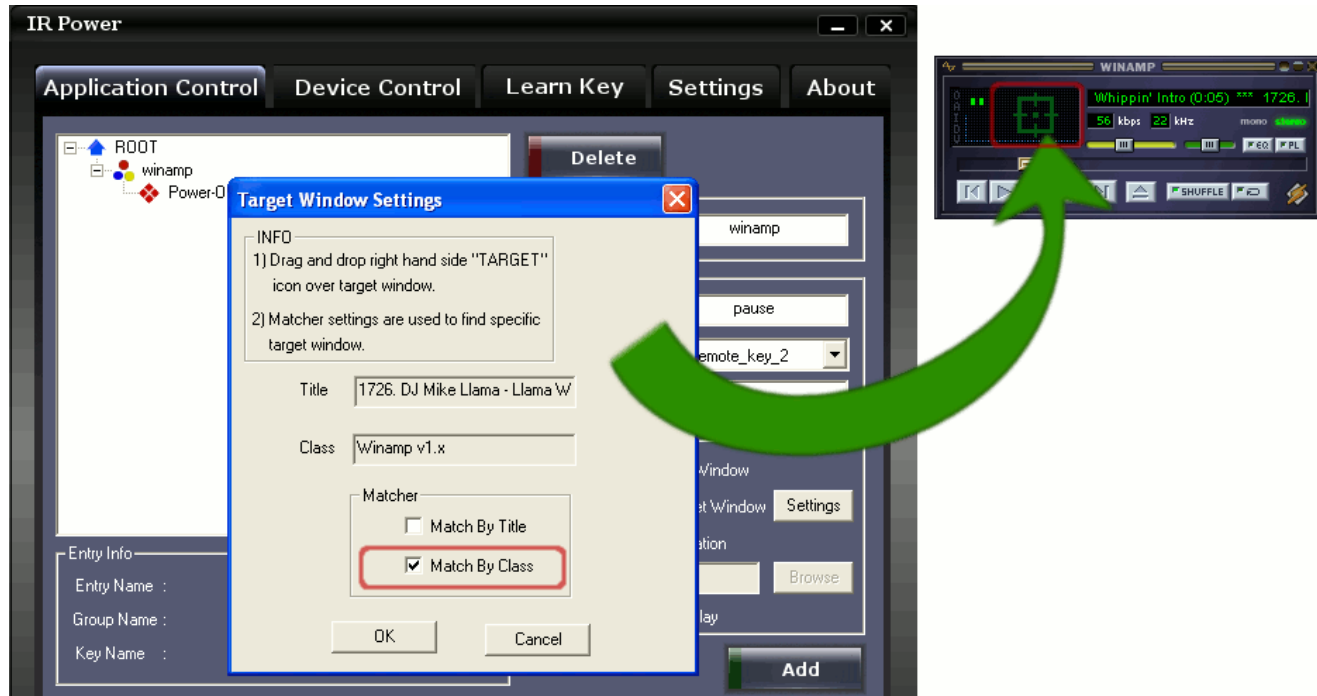 IR Power
Application Control Device Control Learn Key Settings About
ROOT
winamp
Power-O
Delete
Target Window Settings
INFO
1) Drag and drop right hand side "TARGET"
icon over target window.
2) Matcher settings are used to find specific
target window.
Title 1726. DJ Mike Llama - Llama W
Class Winamp v1.x
Matcher
Match By Title
Match By Class
OK Cancel
winamp
pause
emote_key_2
Window
et Window Settings
ation
Browse
lay
Add
Entry Info
Entry Name :
Group Name :
Key Name :
WINAMP
O
A
I
D
V
Whippin' Intro (0:05) *** 1726.
56 kbps 22 kHz mono stereo
EQ PL
SHUFFLE